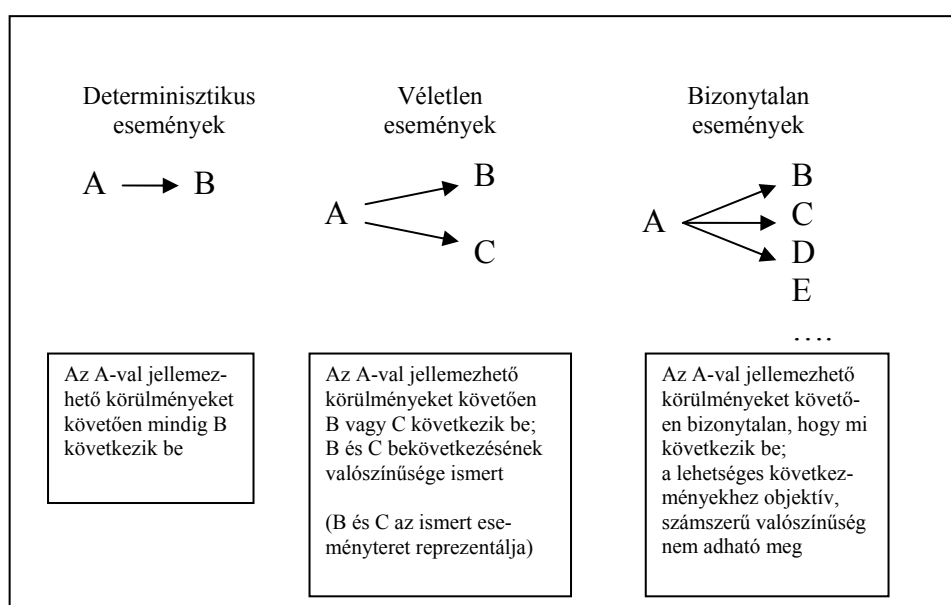 Determinisztikus
események
A B
Az A-val jellemez-
hető körülményeket
követően mindig B
következik be
Véletlen
események
A
B
C
Az A-val jellemezhető
körülményeket követően
B vagy C következik be;
B és C bekövetkezésének
valószínűsége ismert
(B és C az ismert ese-
ményteret reprezentálja)
Bizonytalan
események
A
B
C
D
E
….
Az A-val jellemezhető
körülményeket követő-
en bizonytalan, hogy mi
következik be;
a lehetséges következ-
ményekhez objektív,
számszerű valószínűség
nem adható meg